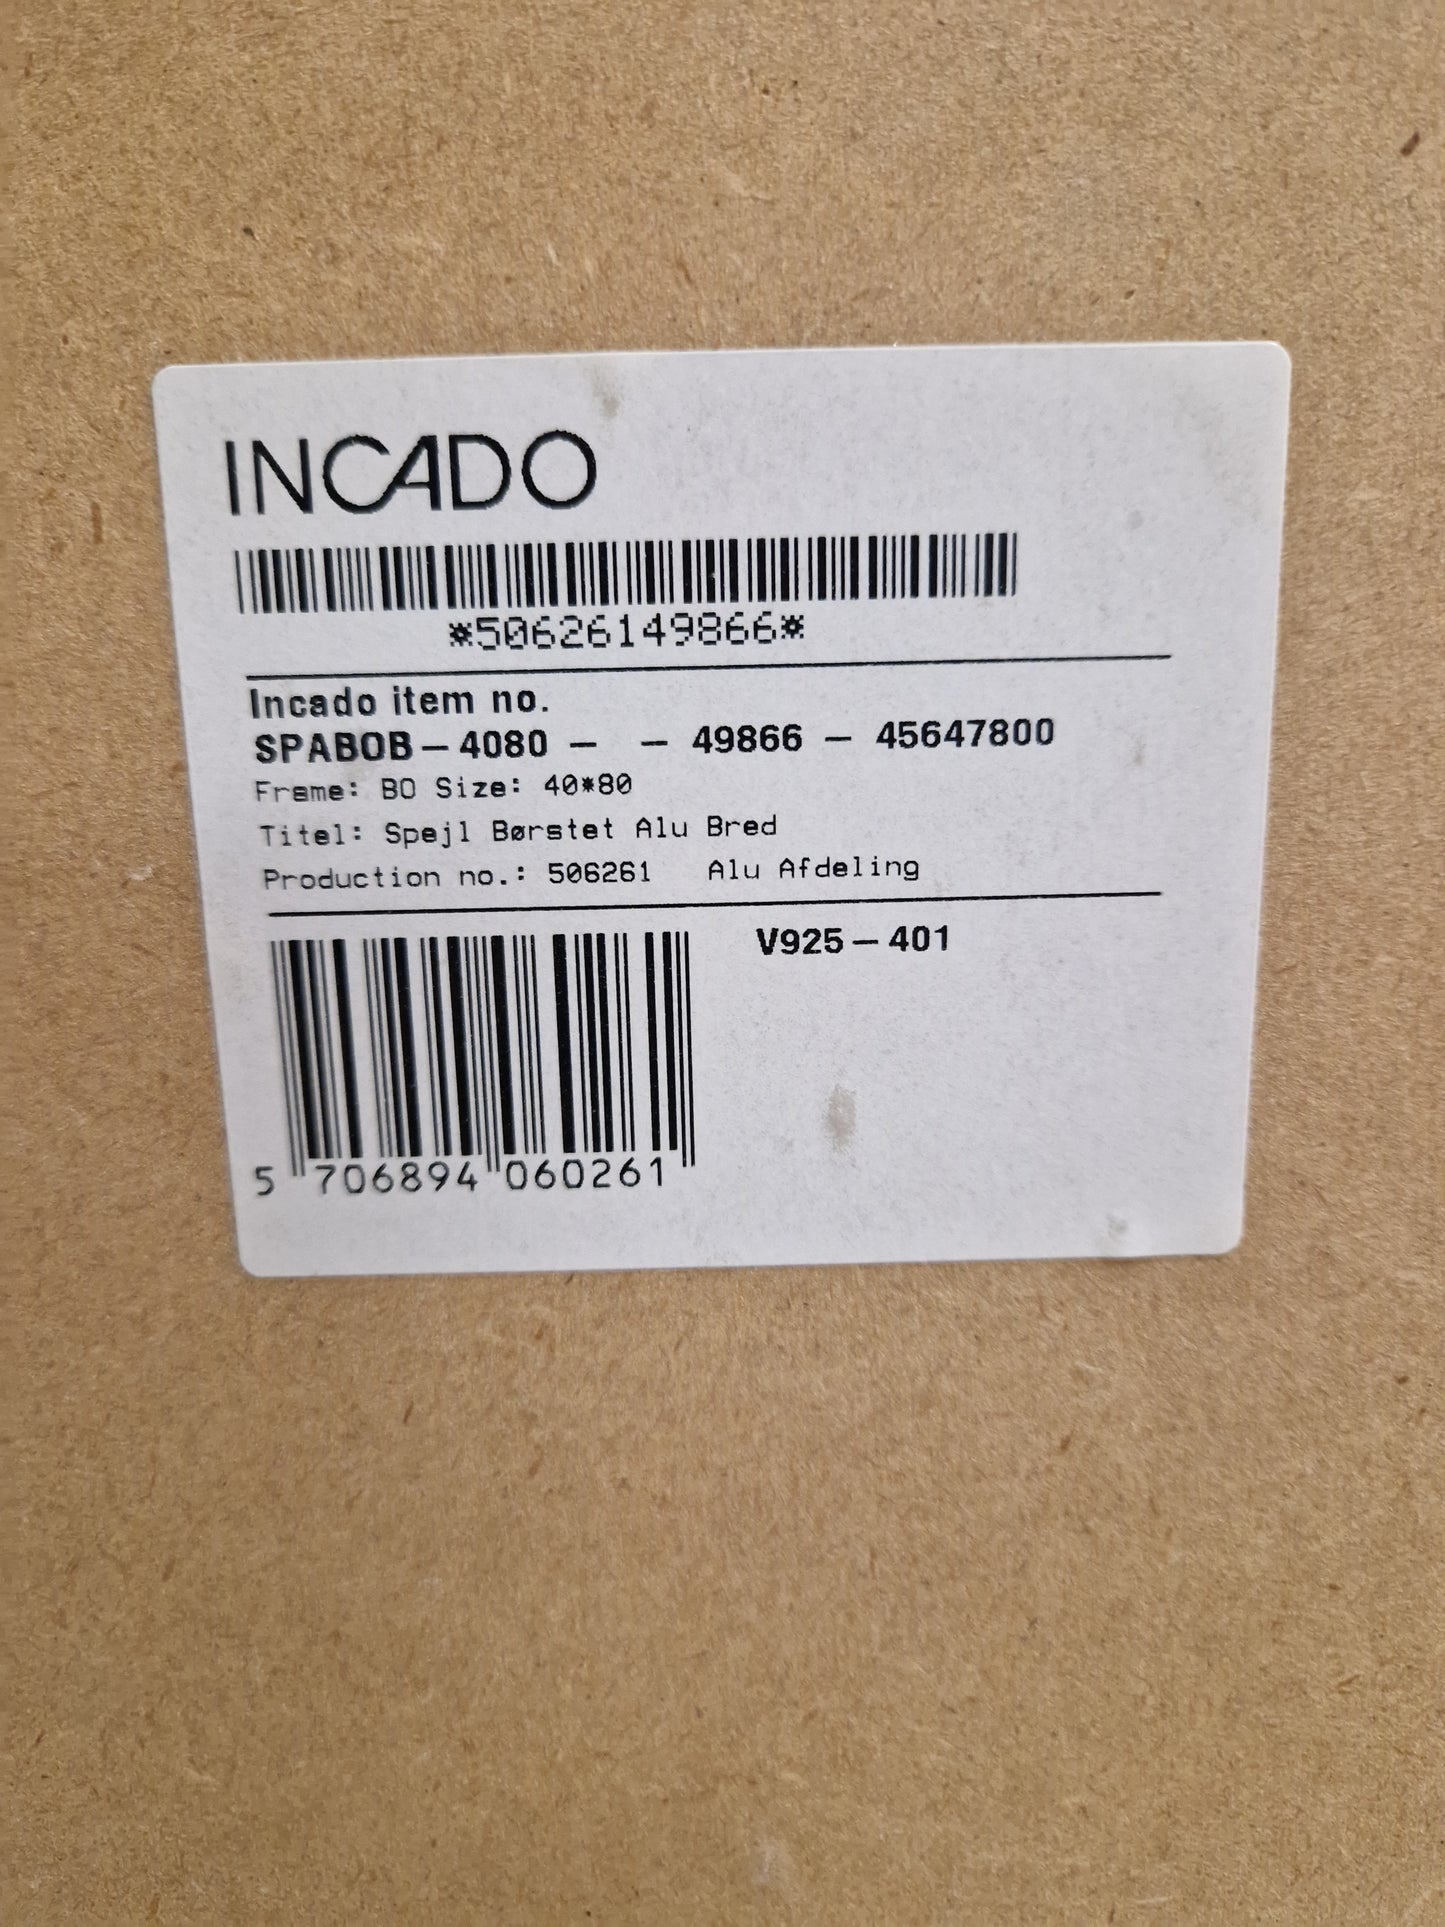 INCADO
*50626149866*
Incado item no.
SPABOB-4080 - - 49866 - 45647800
Frame: BO Size: 40*80
Titel: Spejl Børstet Alu Bred
Production no.: 506261 Alu Afdeling
V925-401
5 706894 060261